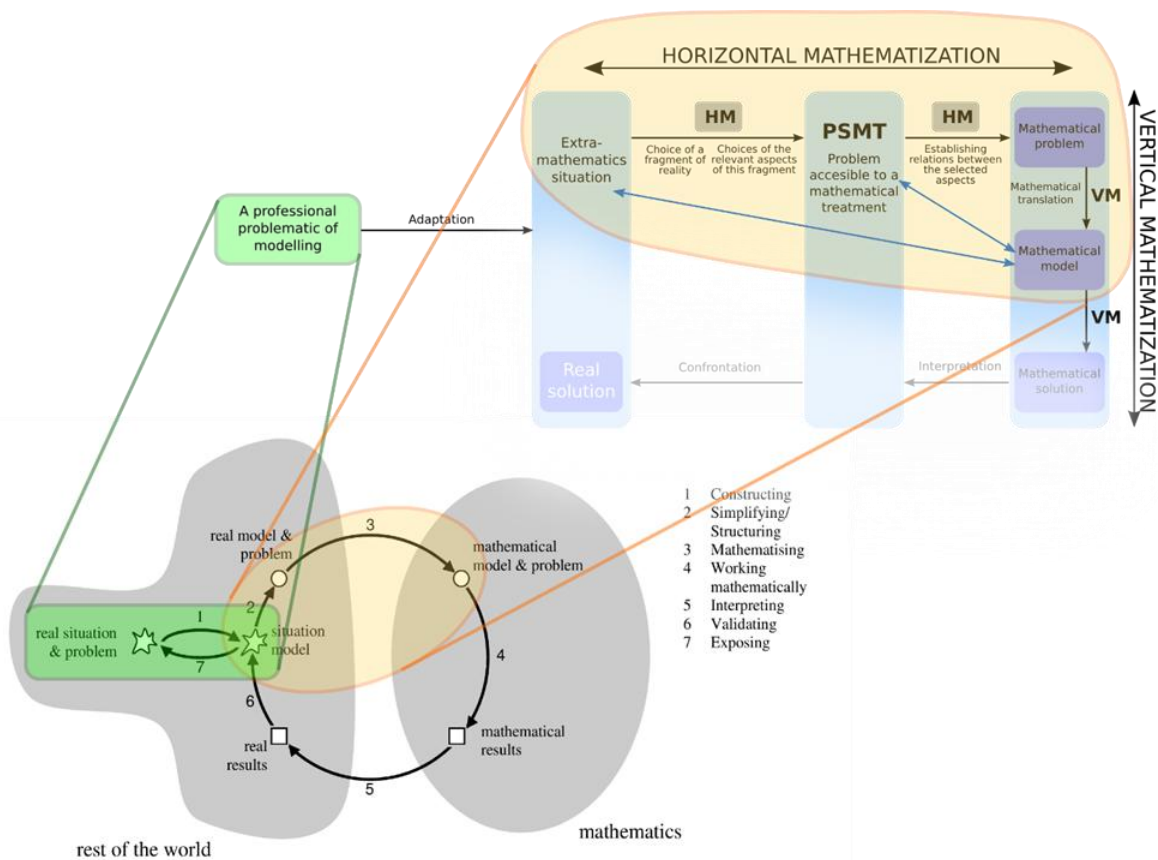 HORIZONTAL MATHEMATIZATION
VERTICAL MATHEMATIZATION
Extra-
mathematics
situation
HM
Choice of a
fragment of
reality
Choices of the
relevant aspects
of this fragment
PSMT
Problem
accesible to a
mathematical
treatment
HM
Establishing
relations between
the selected
aspects
Mathematical
problem
Mathematical
translation
VM
Mathematical
model
VM
A professional
problematic of
modelling
Adaptation
Real
solution
Confrontation
Interpretation
Mathematical
solution
real model &
problem
3
mathematical
model & problem
2
1
real situation
& problem
situation
model
7
4
6
real
results
mathematical
results
5
rest of the world
mathematics
1 Constructing
2 Simplifying/
Structuring
3 Mathematising
4 Working
mathematically
5 Interpreting
6 Validating
7 Exposing